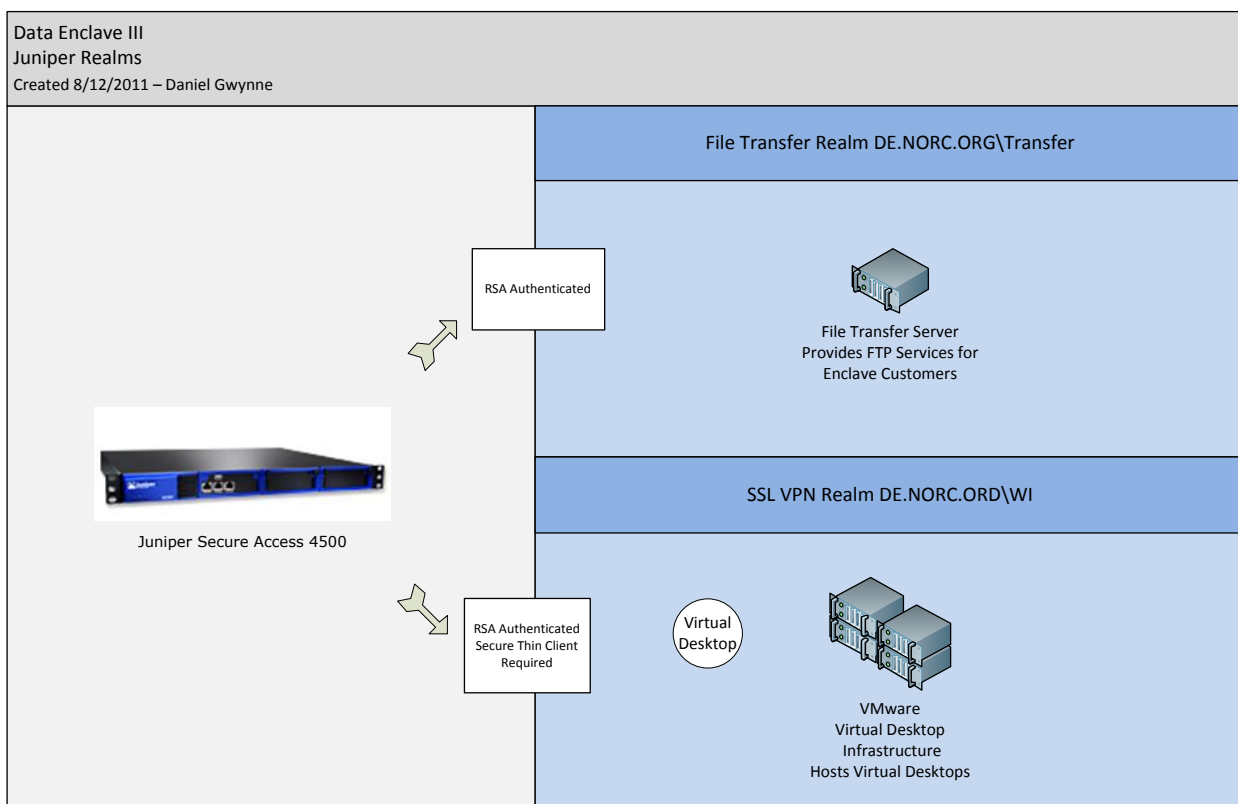 Data Enclave III
Juniper Realms
Created 8/12/2011 – Daniel Gwynne
File Transfer Realm DE.NORC.ORG\Transfer
RSA Authenticated
File Transfer Server
Provides FTP Services for
Enclave Customers
Juniper Secure Access 4500
SSL VPN Realm DE.NORC.ORD\WI
RSA Authenticated
Secure Thin Client
Required
Virtual
Desktop
VMware
Virtual Desktop
Infrastructure
Hosts Virtual Desktops